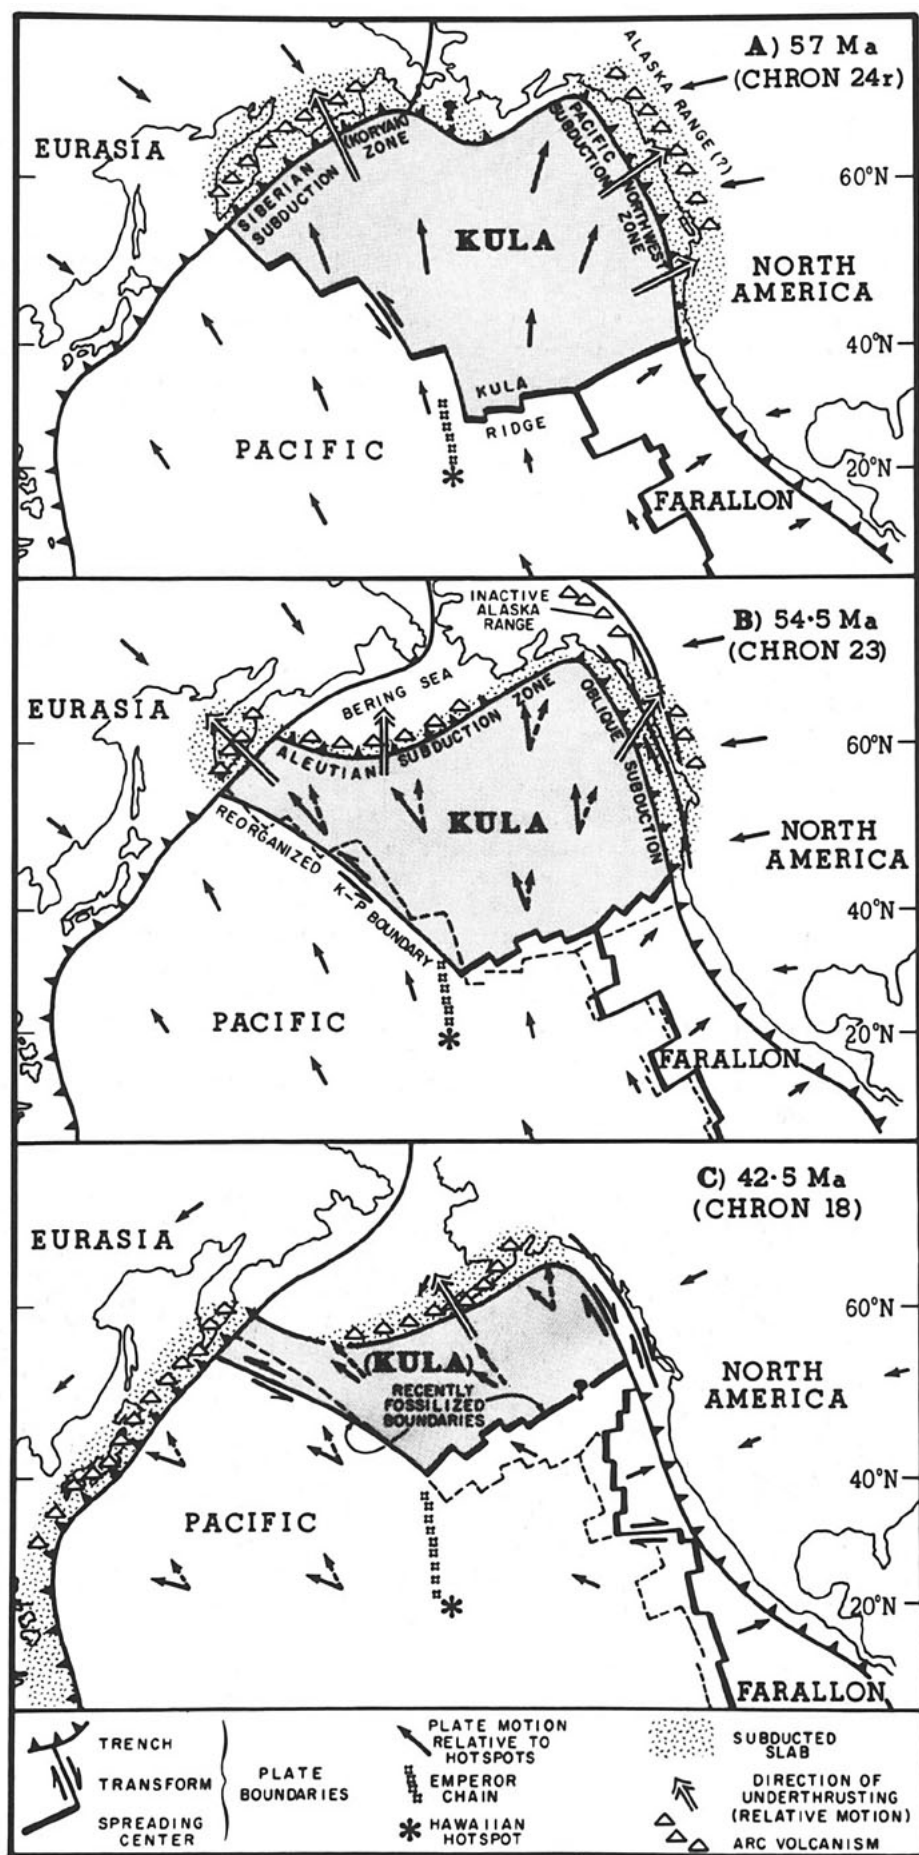 A) 57 Ma
(CHRON 24r)
ALASKA RANGE (?)
EURASIA
SIBERIAN
SUBDUCTION
(KORYAK)
ZONE
?
PACIFIC NORTHWEST
SUBDUCTION ZONE
KULA
60°N
NORTH
AMERICA
40°N
KULA
RIDGE
PACIFIC
20°N
FARALLON
INACTIVE
ALASKA
RANGE
B) 54·5 Ma
(CHRON 23)
EURASIA
BERING SEA
ALEUTIAN SUBDUCTION ZONE
OBLIQUE
SUBDUCTION
60°N
KULA
NORTH
AMERICA
REORGANIZED K-P BOUNDARY
40°N
PACIFIC
20°N
FARALLON
C) 42·5 Ma
(CHRON 18)
EURASIA
60°N
(KULA)
RECENTLY
FOSSILIZED
BOUNDARIES
?
NORTH
AMERICA
40°N
PACIFIC
20°N
FARALLON
TRENCH
TRANSFORM
SPREADING
CENTER
PLATE
BOUNDARIES
PLATE MOTION
RELATIVE TO
HOTSPOTS
EMPEROR
CHAIN
HAWAIIAN
HOTSPOT
SUBDUCTED
SLAB
DIRECTION OF
UNDERTHRUSTING
(RELATIVE MOTION)
ARC VOLCANISM